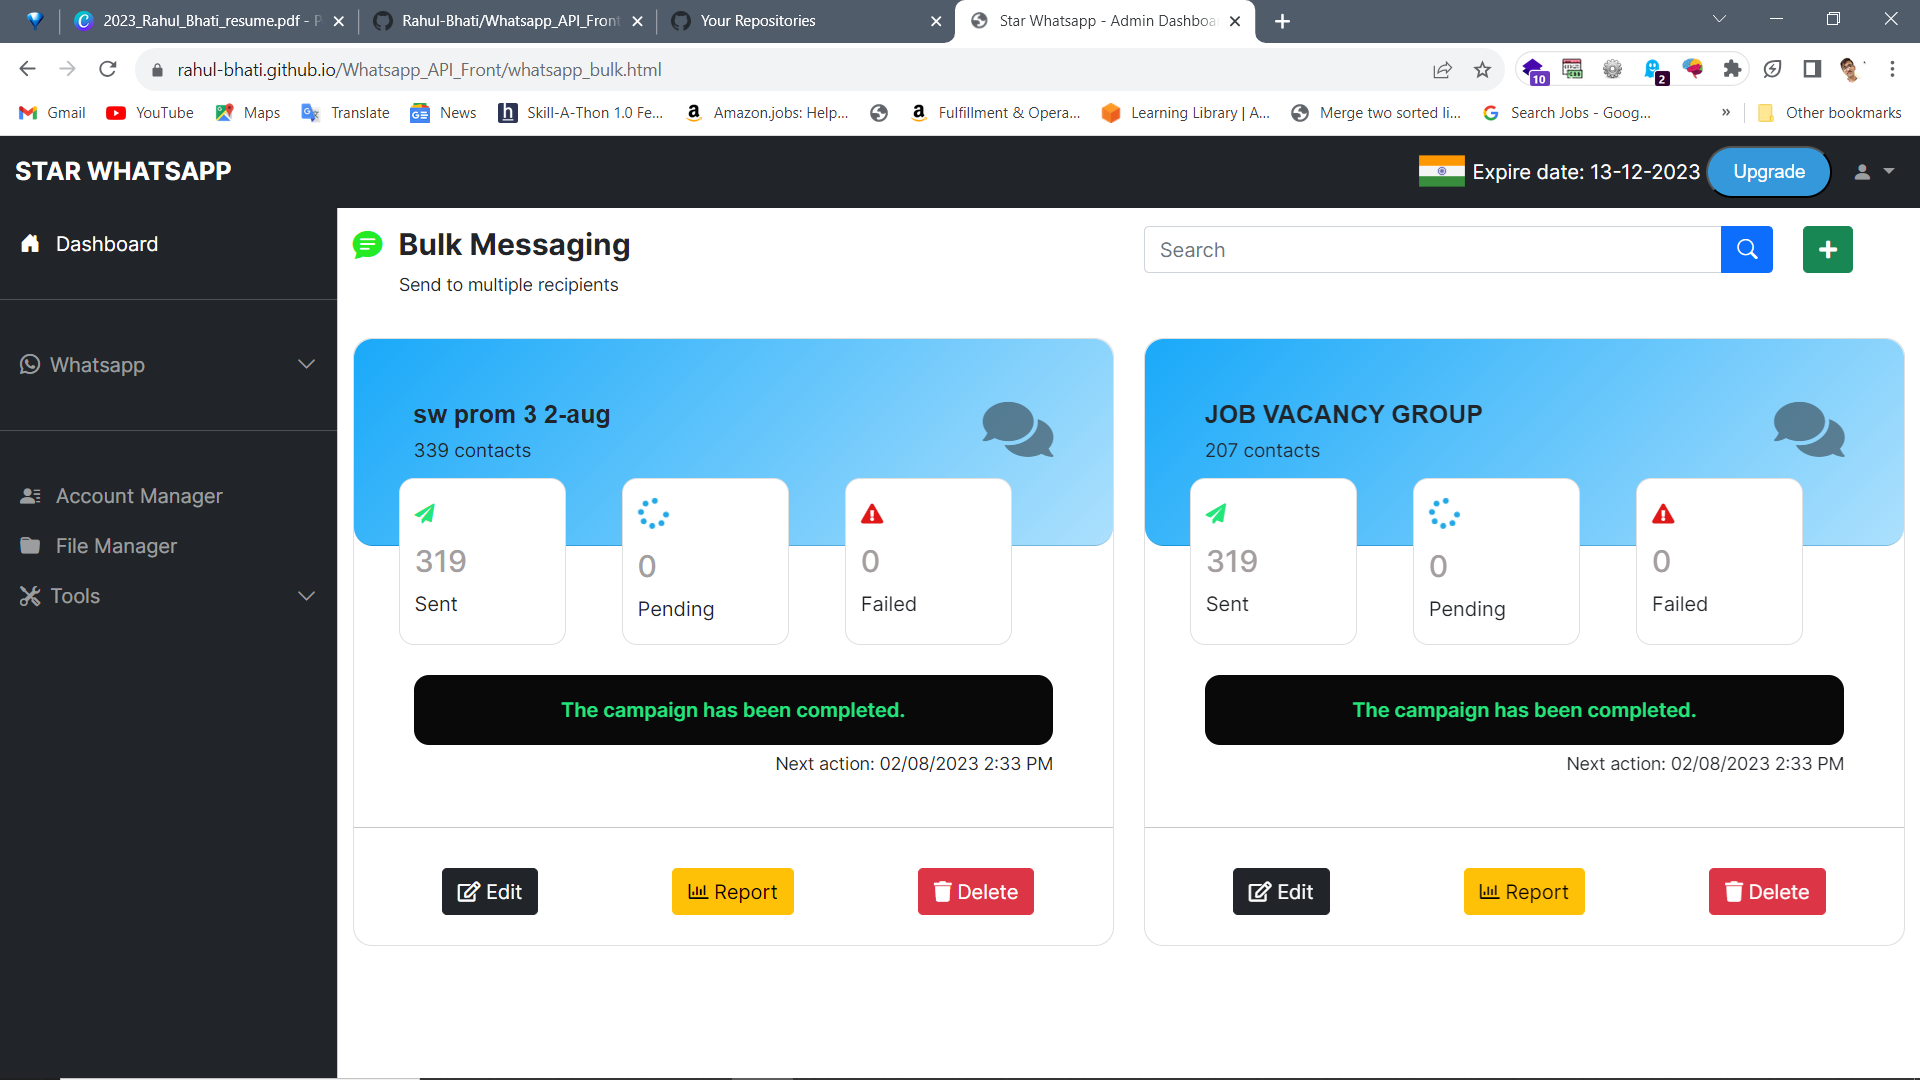 2023_Rahul_Bhati_resume.pdf - P
Rahul-Bhati/Whatsapp_API_Front
Your Repositories
Star Whatsapp - Admin Dashboa
rahul-bhati.github.io/Whatsapp_API_Front/whatsapp_bulk.html
10
2
Gmail
YouTube
Maps
Translate
News
Skill-A-Thon 1.0 Fe...
Amazon.jobs: Help...
Fulfillment & Opera...
Learning Library | A...
Merge two sorted li...
Search Jobs - Goog...
»
Other bookmarks
STAR WHATSAPP
Expire date: 13-12-2023
Upgrade
Dashboard
Whatsapp
Account Manager
File Manager
Tools
Bulk Messaging
Send to multiple recipients
Search
sw prom 3 2-aug
339 contacts
319
Sent
0
Pending
0
Failed
The campaign has been completed.
Next action: 02/08/2023 2:33 PM
Edit
Report
Delete
JOB VACANCY GROUP
207 contacts
319
Sent
0
Pending
0
Failed
The campaign has been completed.
Next action: 02/08/2023 2:33 PM
Edit
Report
Delete